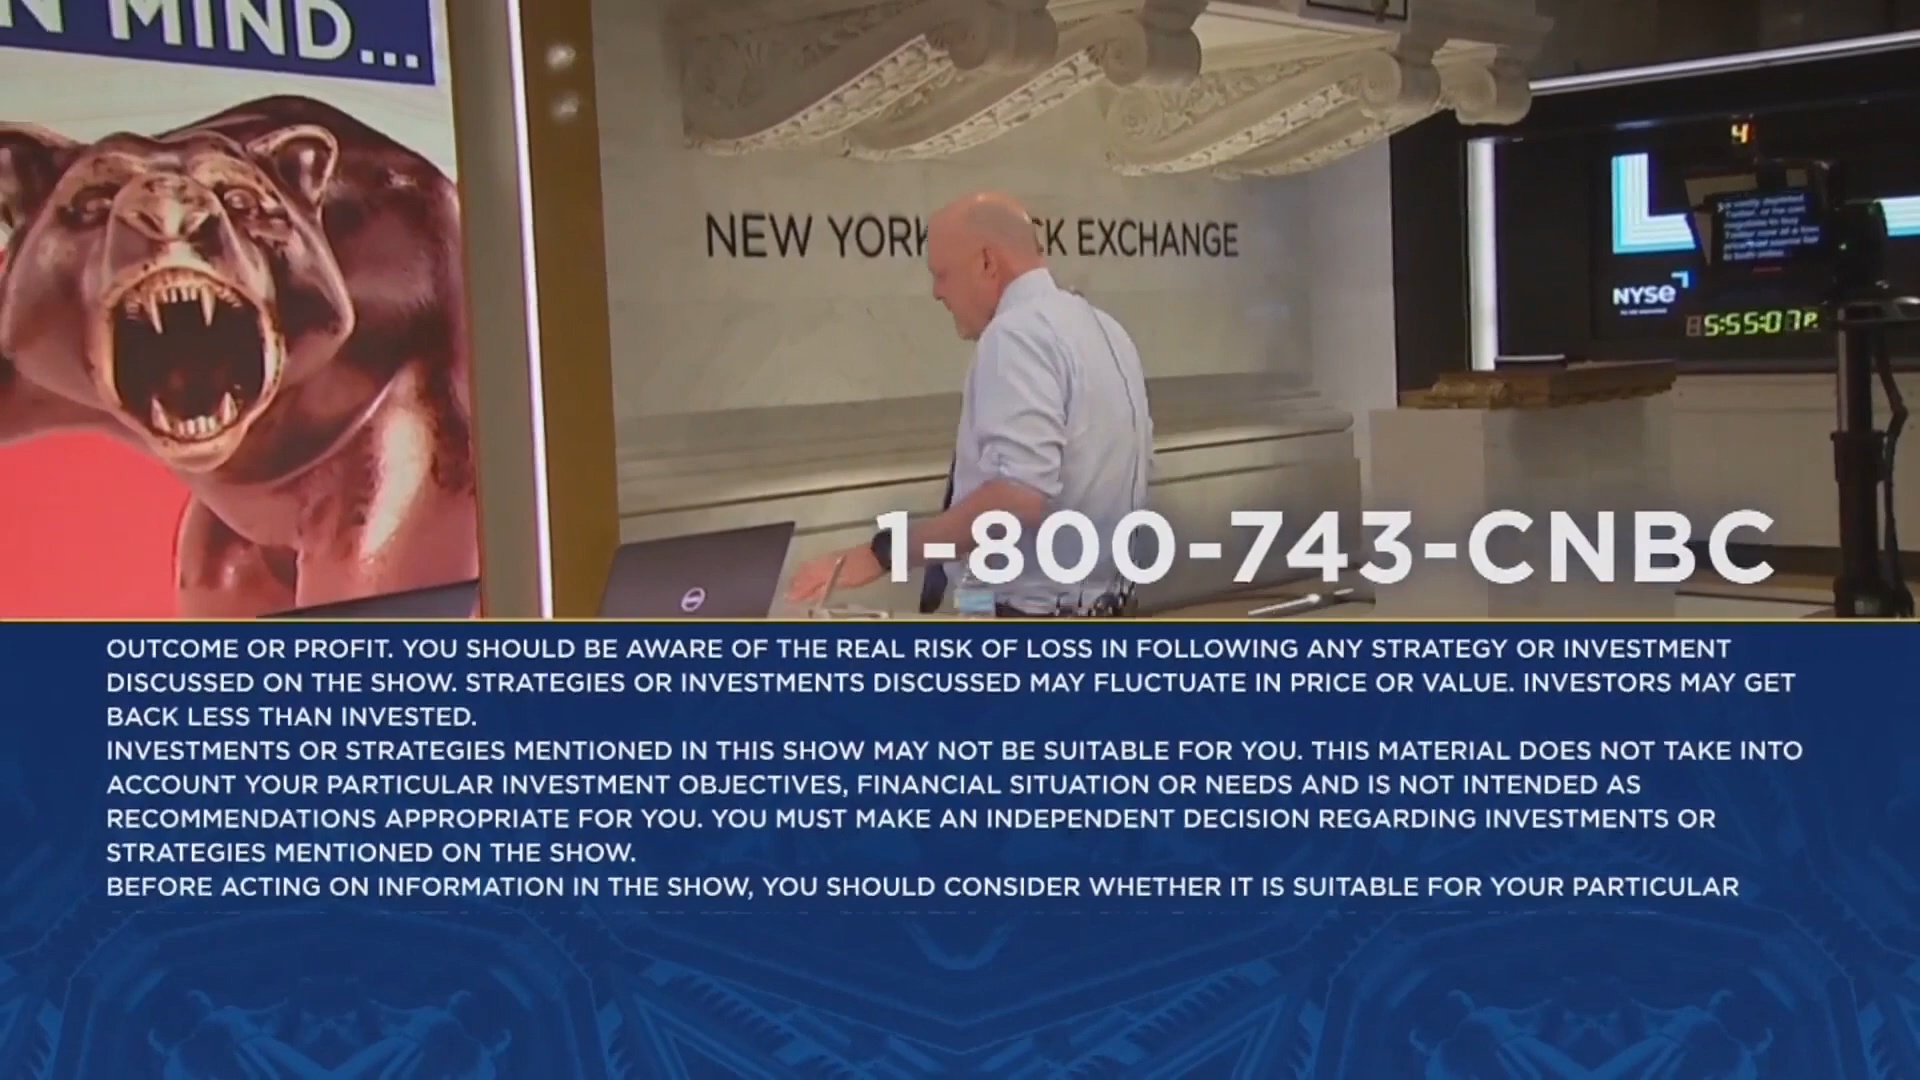 N MIND...
NEW YORK CK EXCHANGE
4
NYSE
5:55:07 P.
1-800-743-CNBC
OUTCOME OR PROFIT. YOU SHOULD BE AWARE OF THE REAL RISK OF LOSS IN FOLLOWING ANY STRATEGY OR INVESTMENT
DISCUSSED ON THE SHOW. STRATEGIES OR INVESTMENTS DISCUSSED MAY FLUCTUATE IN PRICE OR VALUE. INVESTORS MAY GET
BACK LESS THAN INVESTED.
INVESTMENTS OR STRATEGIES MENTIONED IN THIS SHOW MAY NOT BE SUITABLE FOR YOU. THIS MATERIAL DOES NOT TAKE INTO
ACCOUNT YOUR PARTICULAR INVESTMENT OBJECTIVES, FINANCIAL SITUATION OR NEEDS AND IS NOT INTENDED AS
RECOMMENDATIONS APPROPRIATE FOR YOU. YOU MUST MAKE AN INDEPENDENT DECISION REGARDING INVESTMENTS OR
STRATEGIES MENTIONED ON THE SHOW.
BEFORE ACTING ON INFORMATION IN THE SHOW, YOU SHOULD CONSIDER WHETHER IT IS SUITABLE FOR YOUR PARTICULAR